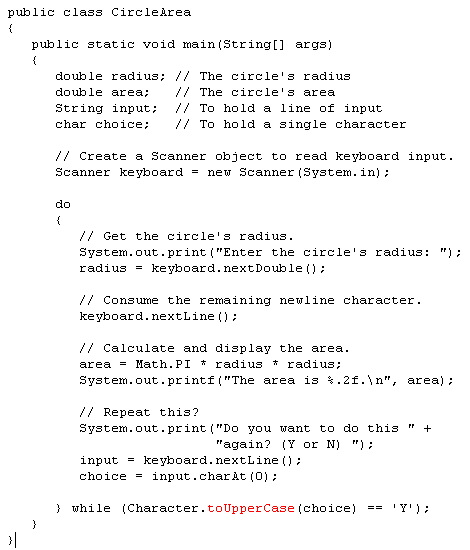 public class CircleArea
{
   public static void main(String[] args)
   {
      double radius; // The circle's radius
      double area;   // The circle's area
      String input;  // To hold a line of input
      char choice;   // To hold a single character

      // Create a Scanner object to read keyboard input.
      Scanner keyboard = new Scanner(System.in);

      do
      {
         // Get the circle's radius.
         System.out.print("Enter the circle's radius: ");
         radius = keyboard.nextDouble();

         // Consume the remaining newline character.
         keyboard.nextLine();

         // Calculate and display the area.
         area = Math.PI * radius * radius;
         System.out.printf("The area is %.2f.\n", area);

         // Repeat this?
         System.out.print("Do you want to do this " +
                          "again? (Y or N) ");
         input = keyboard.nextLine();
         choice = input.charAt(0);

      } while (Character.toUpperCase(choice) == 'Y');
   }
}